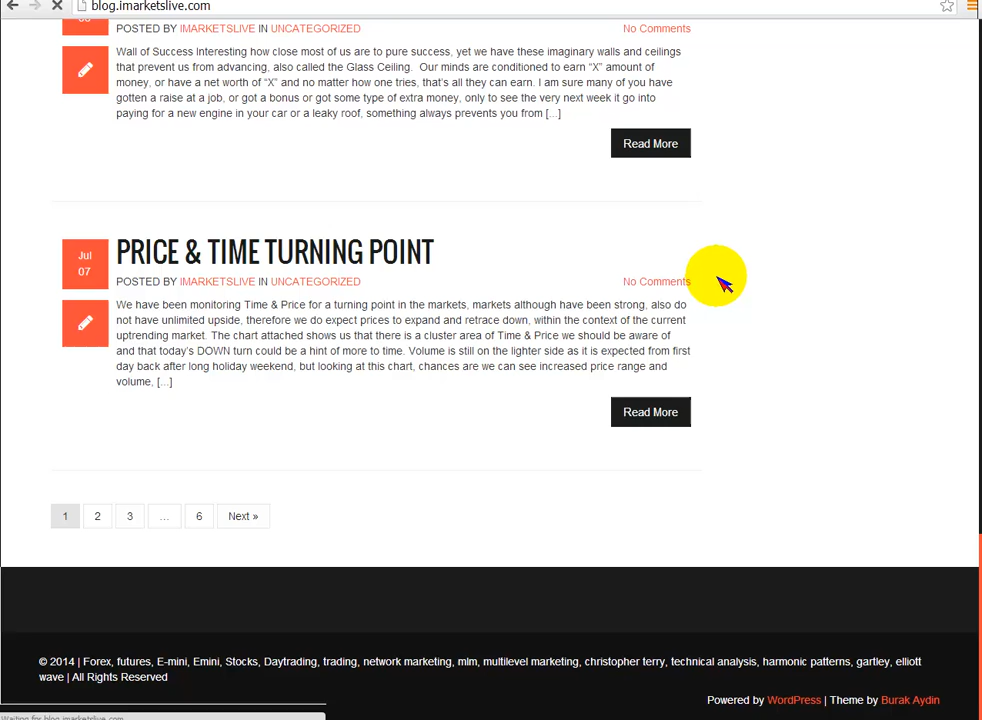 blog.imarketslive.com
POSTED BY IMARKETSLIVE IN UNCATEGORIZED
No Comments
Wall of Success Interesting how close most of us are to pure success, yet we have these imaginary walls and ceilings
that prevent us from advancing, also called the Glass Ceiling. Our minds are conditioned to earn “X” amount of
money, or have a net worth of “X” and no matter how one tries, that’s all they can earn. I am sure many of you have
gotten a raise at a job, or got a bonus or got some type of extra money, only to see the very next week it go into
paying for a new engine in your car or a leaky roof, something always prevents you from [...]
Read More
Jul
07
PRICE & TIME TURNING POINT
POSTED BY IMARKETSLIVE IN UNCATEGORIZED
No Comments
We have been monitoring Time & Price for a turning point in the markets, markets although have been strong, also do
not have unlimited upside, therefore we do expect prices to expand and retrace down, within the context of the current
uptrending market. The chart attached shows us that there is a cluster area of Time & Price we should be aware of
and that today’s DOWN turn could be a hint of more to time. Volume is still on the lighter side as it is expected from first
day back after long holiday weekend, but looking at this chart, chances are we can see increased price range and
volume, [...]
Read More
1 2 3 ... 6 Next »
© 2014 | Forex, futures, E-mini, Emini, Stocks, Daytrading, trading, network marketing, mlm, multilevel marketing, christopher terry, technical analysis, harmonic patterns, gartley, elliott
wave | All Rights Reserved
Powered by WordPress | Theme by Burak Aydin
Waiting for blog.imarketslive.com